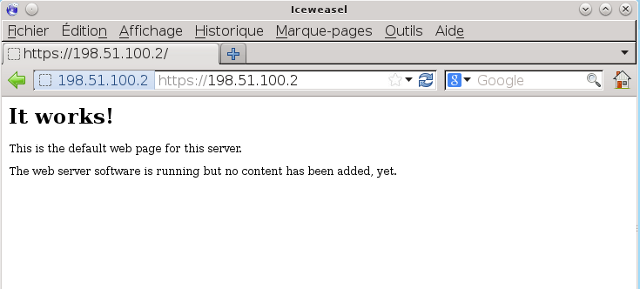 Iceweasel
Fichier Édition Affichage Historique Marque-pages Outils Aide
https://198.51.100.2/
198.51.100.2 https://198.51.100.2 Google
It works!
This is the default web page for this server.
The web server software is running but no content has been added, yet.